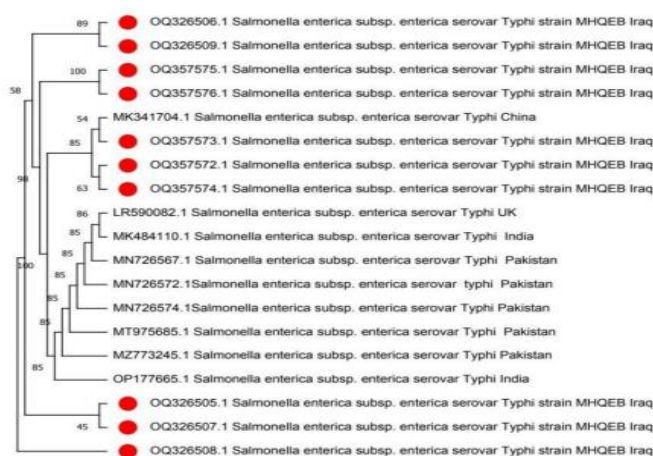 89 OQ326506.1 Salmonella enterica subsp. enterica serovar Typhi strain MHQEB Iraq
OQ326509.1 Salmonella enterica subsp. enterica serovar Typhi strain MHQEB Iraq
100 OQ357575.1 Salmonella enterica subsp. enterica serovar Typhi strain MHQEB Iraq
58 OQ357576.1 Salmonella enterica subsp. enterica serovar Typhi strain MHQEB Iraq
54 MK341704.1 Salmonella enterica subsp. enterica serovar Typhi China
85 OQ357573.1 Salmonella enterica subsp. enterica serovar Typhi strain MHQEB Iraq
OQ357572.1 Salmonella enterica subsp. enterica serovar Typhi strain MHQEB Iraq
98 63 OQ357574.1 Salmonella enterica subsp. enterica serovar Typhi strain MHQEB Iraq
86 LR590082.1 Salmonella enterica subsp. enterica serovar Typhi UK
85 MK484110.1 Salmonella enterica subsp. enterica serovar Typhi India
85 MN726567.1 Salmonella enterica subsp. enterica serovar Typhi Pakistan
100 85 MN726572.1Salmonella enterica subsp. enterica serovar typhi Pakistan
85 MN726574.1 Salmonella enterica subsp. enterica serovar Typhi Pakistan
85 MT975685.1 Salmonella enterica subsp. enterica serovar Typhi Pakistan
85 MZ773245.1 Salmonella enterica subsp. enterica serovar Typhi Pakistan
OP177665.1 Salmonella enterica subsp. enterica serovar Typhi India
OQ326505.1 Salmonella enterica subsp. enterica serovar Typhi strain MHQEB Iraq
45 OQ326507.1 Salmonella enterica subsp. enterica serovar Typhi strain MHQEB Iraq
OQ326508.1 Salmonella enterica subsp. enterica serovar Typhi strain MHQEB Iraq